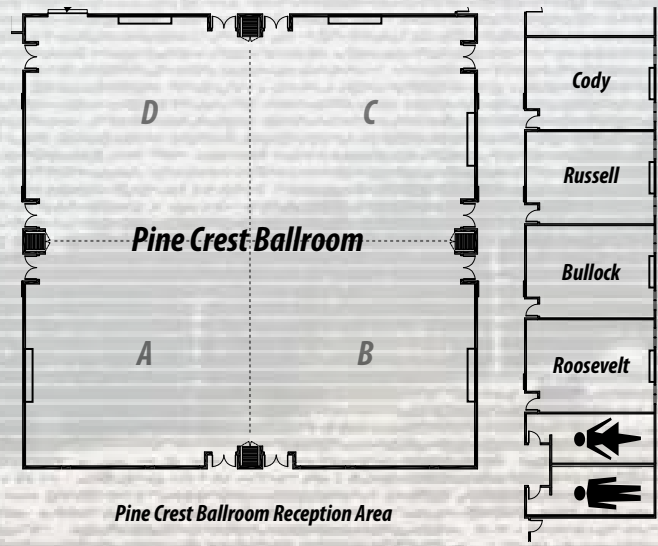 D
C
Pine Crest Ballroom
A
B
Pine Crest Ballroom Reception Area
Cody
Russell
Bullock
Roosevelt